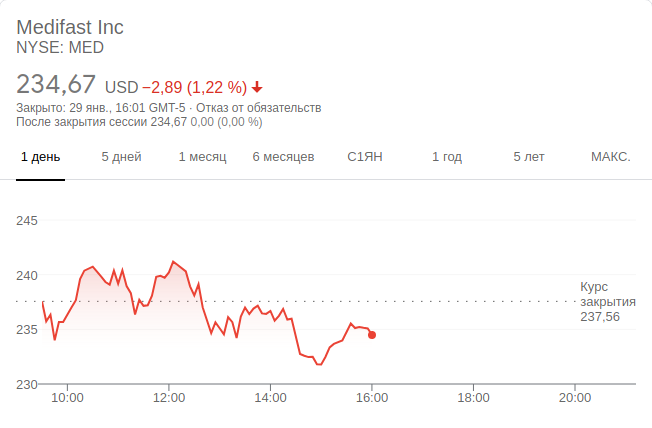 Medifast Inc
NYSE: MED
234,67 USD −2,89 (1,22 %)
Закрыто: 29 янв., 16:01 GMT-5 · Отказ от обязательств
После закрытия сессии 234,67 0,00 (0,00 %)
1 день 5 дней 1 месяц 6 месяцев С1ЯН 1 год 5 лет МАКС.
245
240
Курс
закрытия
237,56
235
230
10:00 12:00 14:00 16:00 18:00 20:00